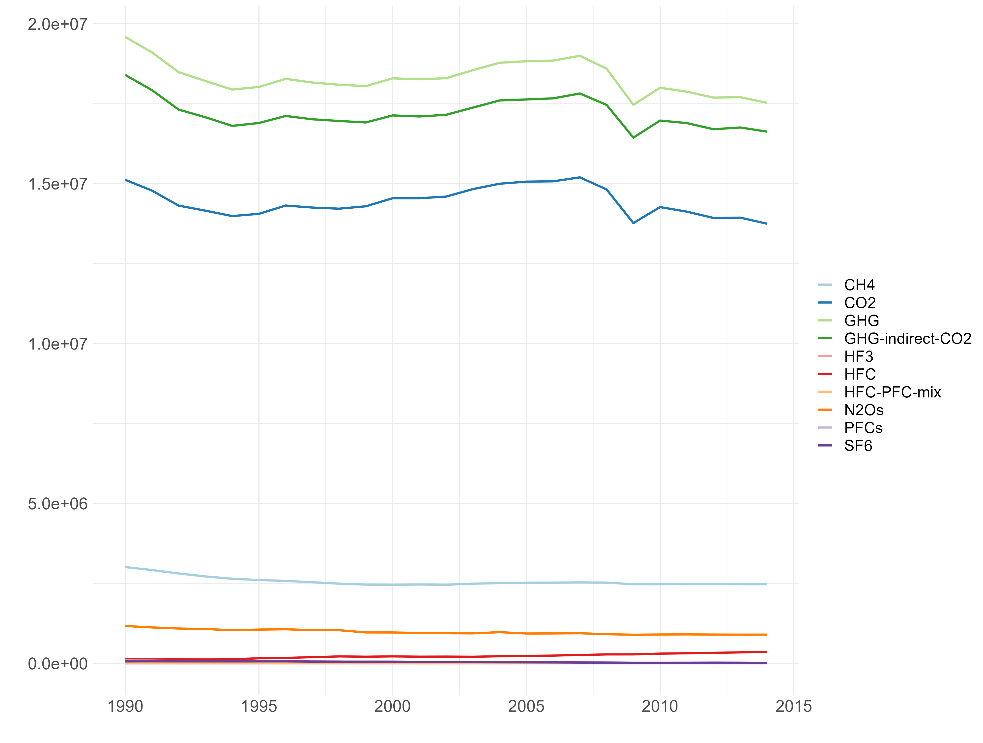 2.0e+07
1.5e+07
1.0e+07
5.0e+06
0.0e+00
1990 1995 2000 2005 2010 2015
CH4
CO2
GHG
GHG-indirect-CO2
HF3
HFC
HFC-PFC-mix
N2Os
PFCs
SF6